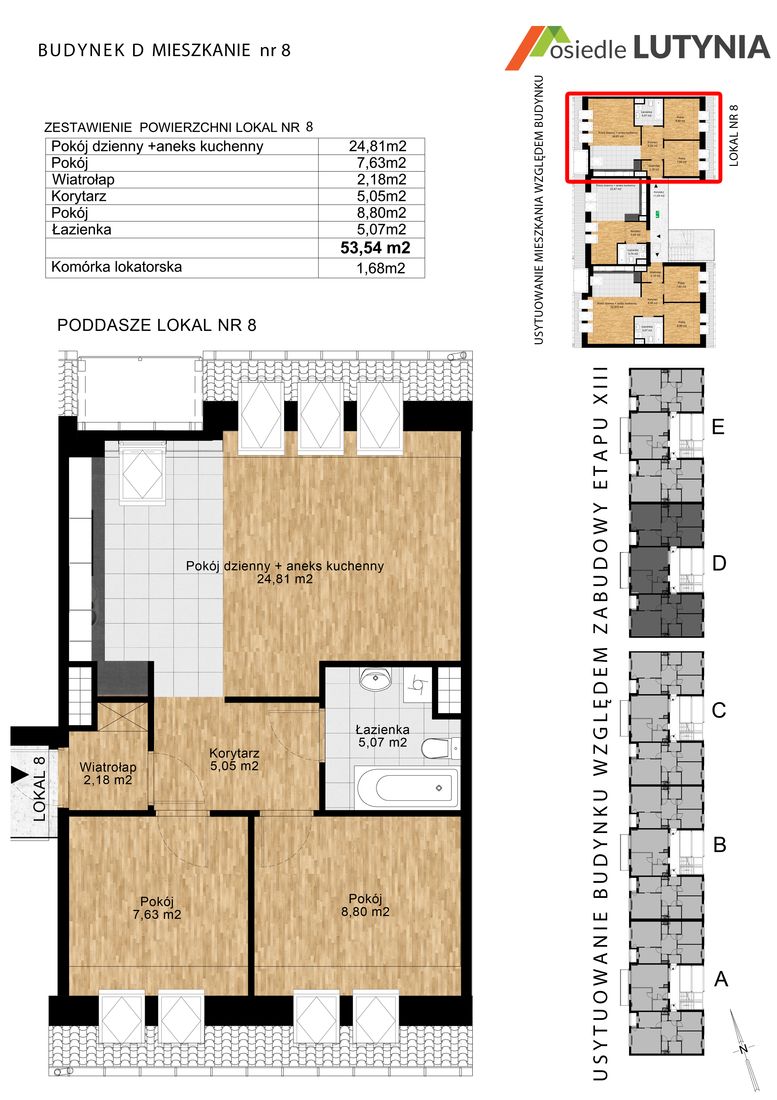 BUDYNEK D MIESZKANIE nr 8
osiedle LUTYNIA
ZESTAWIENIE POWIERZCHNI LOKAL NR 8
Pokój dzienny +aneks kuchenny 24,81m2
Pokój 7,63m2
Wiatrołap 2,18m2
Korytarz 5,05m2
Pokój 8,80m2
Łazienka 5,07m2
53,54 m2
Komórka lokatorska 1,68m2
USYTUOWANIE MIESZKANIA WZGLĘDEM BUDYNKU
LOKAL NR 8
PODDASZE LOKAL NR 8
Pokój dzienny + aneks kuchenny
24,81 m2
Łazienka
5,07 m2
Korytarz
5,05 m2
Wiatrołap
2,18 m2
LOKAL 8
Pokój
7,63 m2
Pokój
8,80 m2
USYTUOWANIE BUDYNKU WZGLĘDEM ZABUDOWY ETAPU XIII
E
D
C
B
A
N